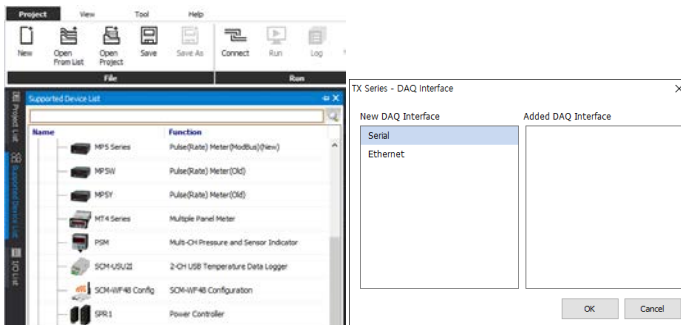 Project View Tool Help
New Open From List Open Project Save Save As Connect Run Log
File Run
Project List
Supported Device List
I/O List
Supported Device List
Name Function
MP5 Series Pulse(Rate) Meter(ModBus)(New)
MP5W Pulse(Rate) Meter(Old)
MP5Y Pulse(Rate) Meter(Old)
MT4 Series Multiple Panel Meter
PSM Multi-CH Pressure and Sensor Indicator
SCM-USU2I 2-CH USB Temperature Data Logger
SCM-WF48 Config SCM-WF48 Configuration
SPR1 Power Controller
TX Series - DAQ Interface
New DAQ Interface Added DAQ Interface
Serial
Ethernet
OK Cancel